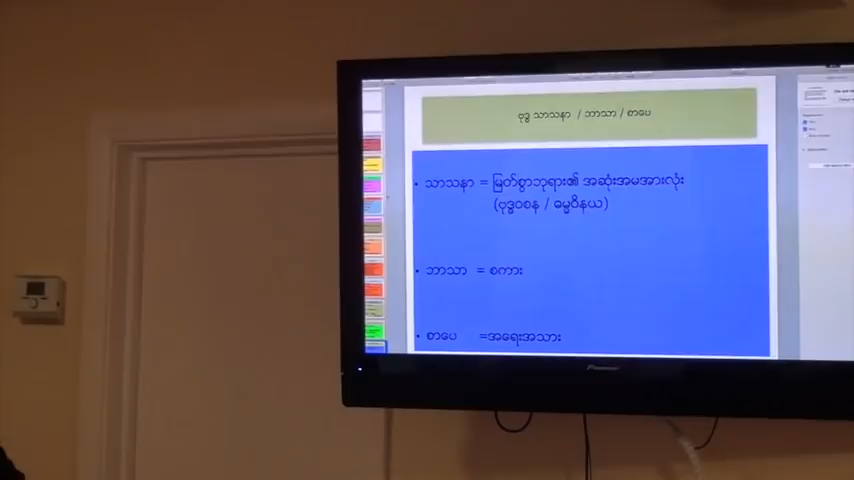 ဗုဒ္ဓ သာသနာ / ဘာသာ / စာပေ
• သာသနာ = မြတ်စွာဘုရား၏ အဆုံးအမအားလုံး
(ဗုဒ္ဓဝစန / ဓမ္မဝိနယ)
• ဘာသာ = စကား
• စာပေ =အရေးအသား
Pioneer